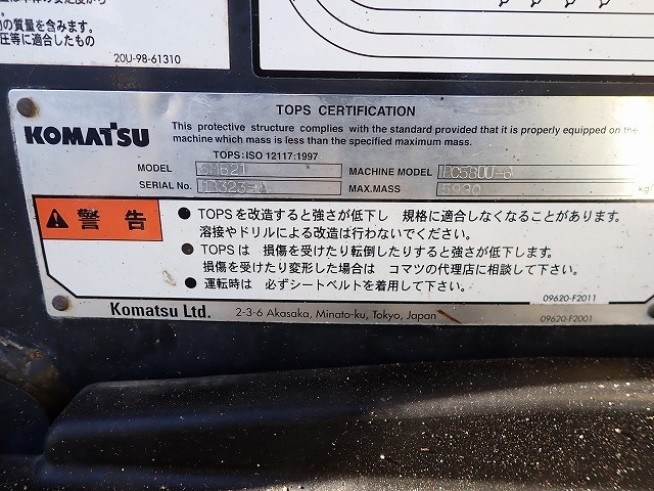 の質量を含みます。
圧等に適合したもの
20U-98-61310
TOPS CERTIFICATION
KOMATSU
This protective structure complies with the standard provided that it is properly equipped on the
machine which mass is less than the specified maximum mass.
TOPS: ISO 12117:1997
MODEL MACHINE MODEL
SERIAL No. MAX.MASS 5930 kg
警告
● TOPSを改造すると強さが低下し 規格に適合しなくなることがあります。
溶接やドリルによる改造は行わないでください。
● TOPSは 損傷を受けたり転倒したりすると強さが低下します。
損傷を受けたり変形した場合は コマツの代理店に相談して下さい。
● 運転時は 必ずシートベルトを着用して下さい。
09620-F2011
Komatsu Ltd. 2-3-6 Akasaka, Minato-ku, Tokyo, Japan 09620-F2001